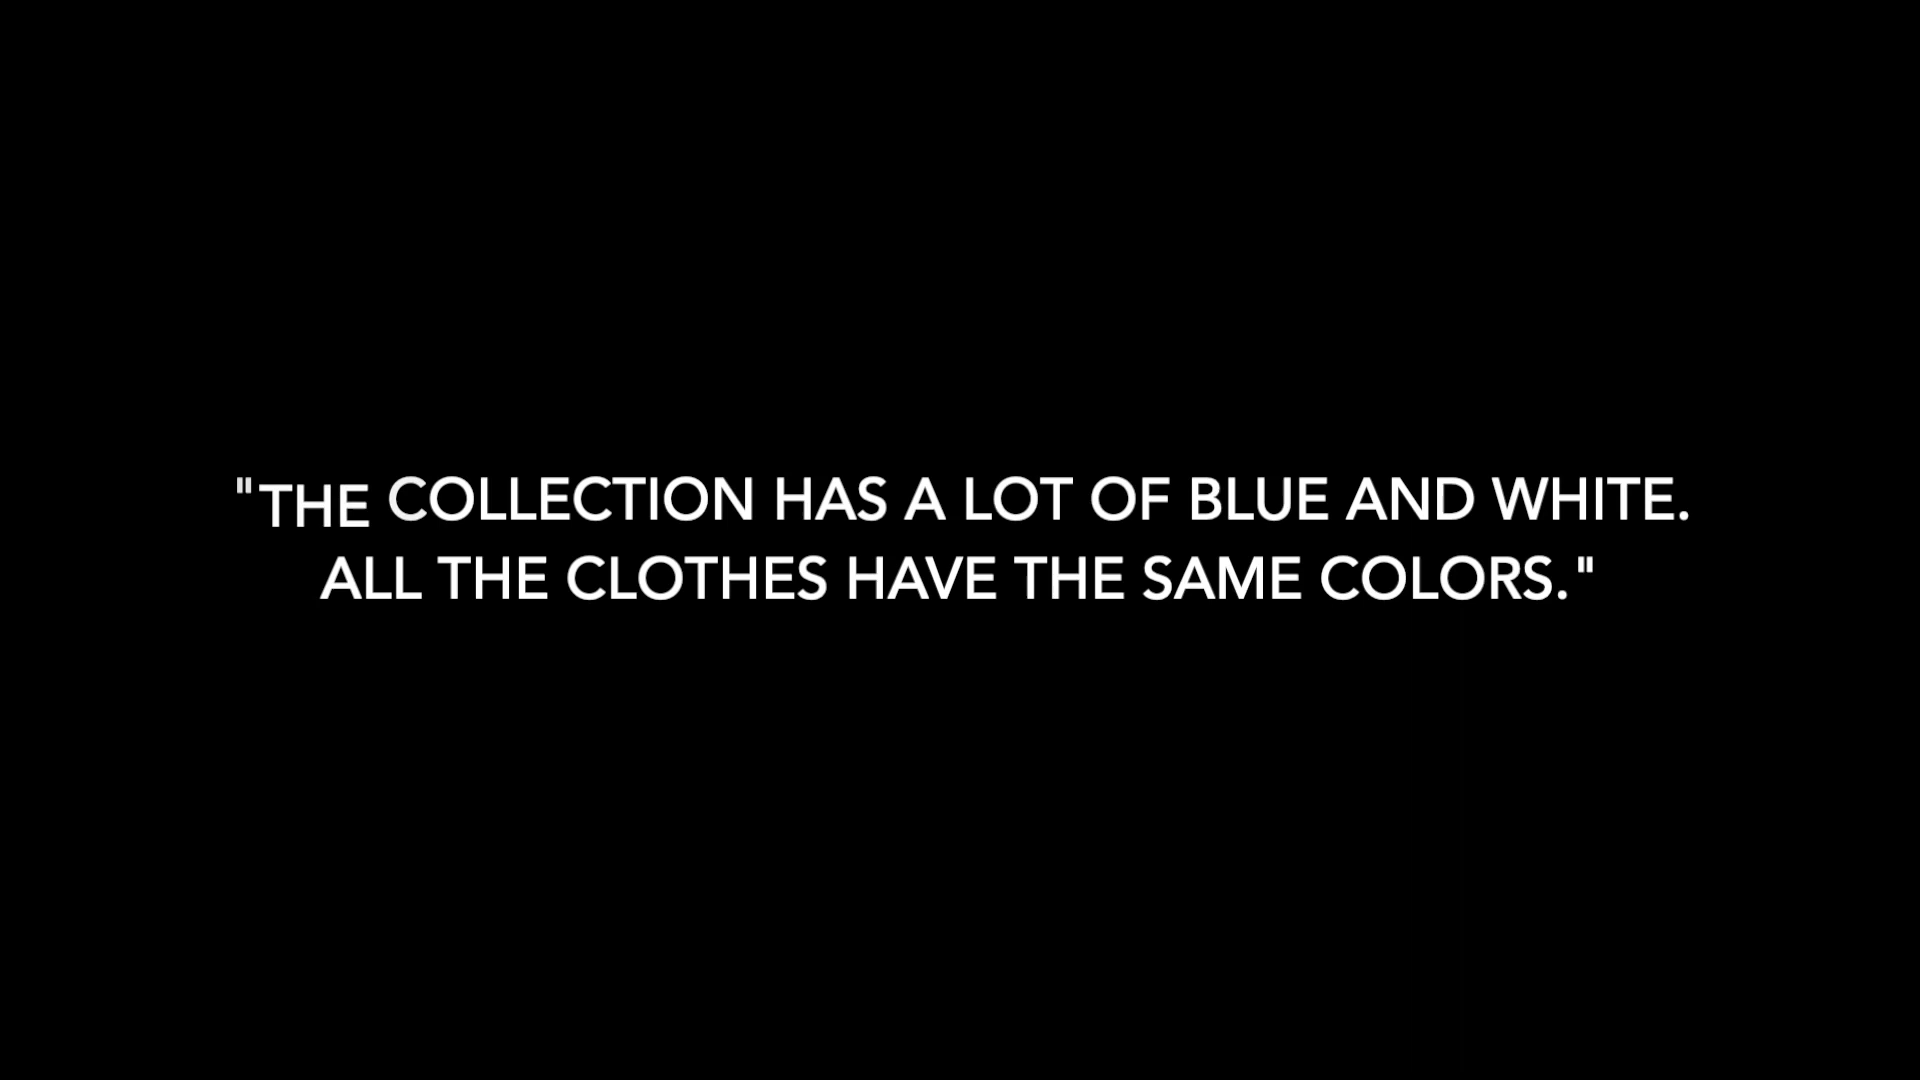 "THE COLLECTION HAS A LOT OF BLUE AND WHITE.
ALL THE CLOTHES HAVE THE SAME COLORS."